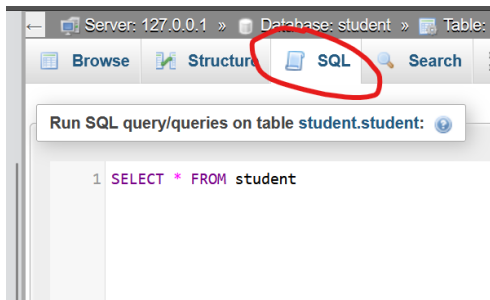 ← Server: 127.0.0.1 » Database: student » Table:
Browse Structure SQL Search
Run SQL query/queries on table student.student:
1 SELECT * FROM student